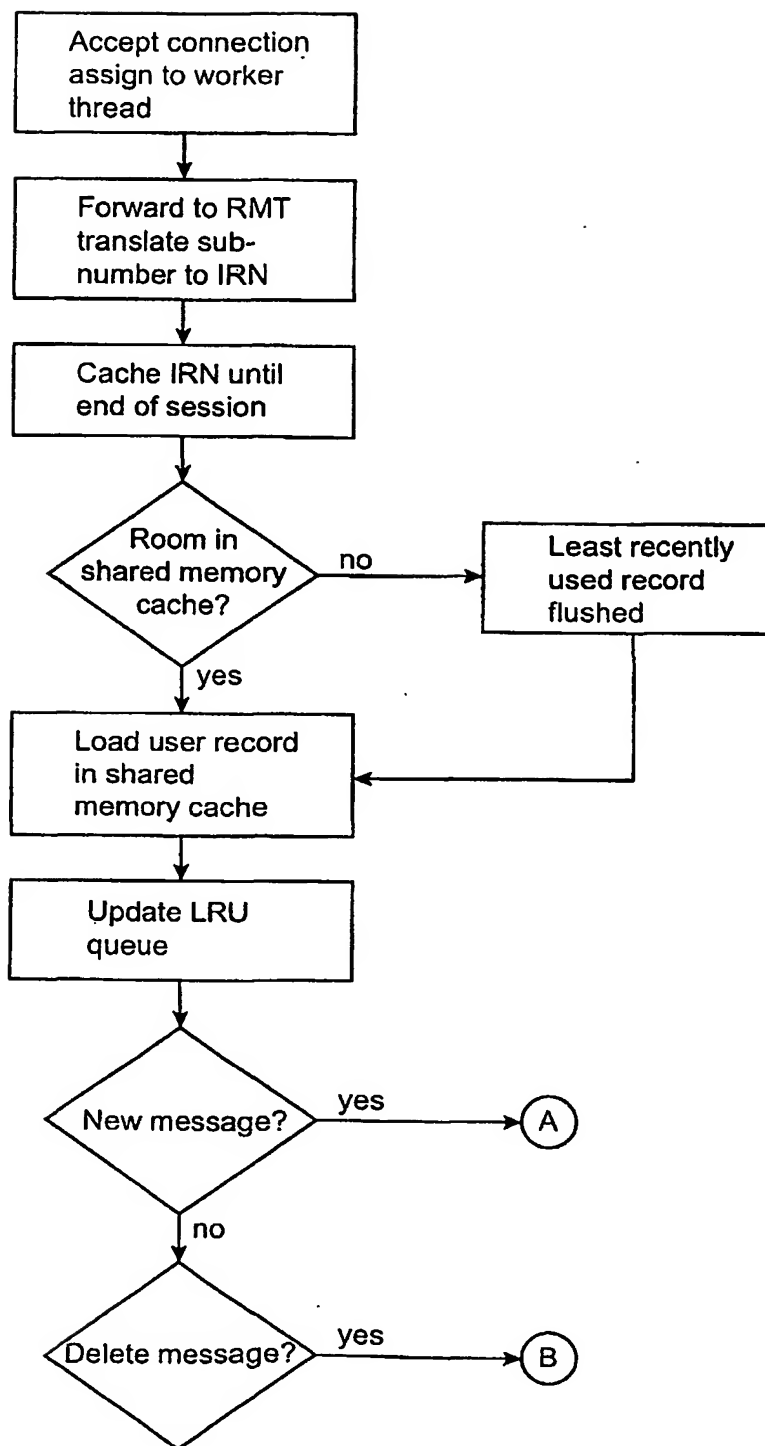 Accept connection
assign to worker
thread
Forward to RMT
translate sub-
number to IRN
Cache IRN until
end of session
Room in
shared memory
cache?
no
Least recently
used record
flushed
yes
Load user record
in shared
memory cache
Update LRU
queue
New message?
yes
A
no
Delete message?
yes
B